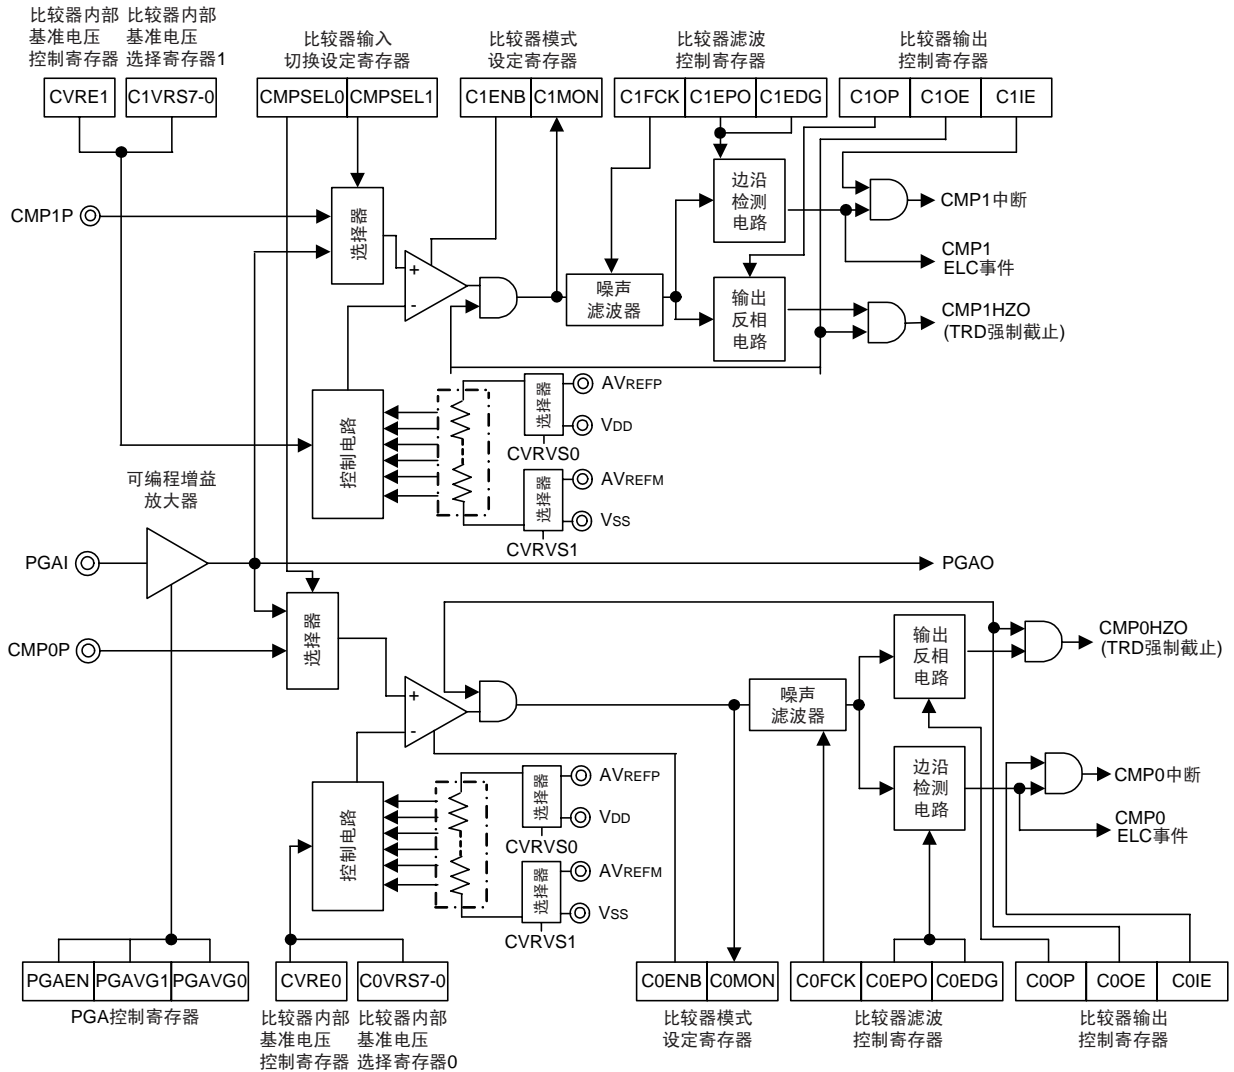 比较器内部
基准电压
控制寄存器
比较器内部
基准电压
选择寄存器1
比较器输入
切换设定寄存器
比较器模式
设定寄存器
比较器滤波
控制寄存器
比较器输出
控制寄存器
CVRE1
C1VRS7-0
CMPSEL0
CMPSEL1
C1ENB
C1MON
C1FCK
C1EPO
C1EDG
C1OP
C1OE
C1IE
CMP1P
选择器
+
-
噪声
滤波器
边沿
检测
电路
输出
反相
电路
CMP1中断
CMP1
ELC事件
CMP1HZO
(TRD强制截止)
控制电路
选择器
AVREFP
VDD
CVRVS0
选择器
AVREFM
VSS
CVRVS1
可编程增益
放大器
PGAI
PGAO
CMP0P
选择器
+
-
噪声
滤波器
输出
反相
电路
边沿
检测
电路
CMP0HZO
(TRD强制截止)
CMP0中断
CMP0
ELC事件
控制电路
选择器
AVREFP
VDD
CVRVS0
选择器
AVREFM
VSS
CVRVS1
PGAEN
PGAVG1
PGAVG0
PGA控制寄存器
CVRE0
C0VRS7-0
比较器内部
基准电压
控制寄存器
比较器内部
基准电压
选择寄存器0
C0ENB
C0MON
比较器模式
设定寄存器
C0FCK
C0EPO
C0EDG
比较器滤波
控制寄存器
C0OP
C0OE
C0IE
比较器输出
控制寄存器